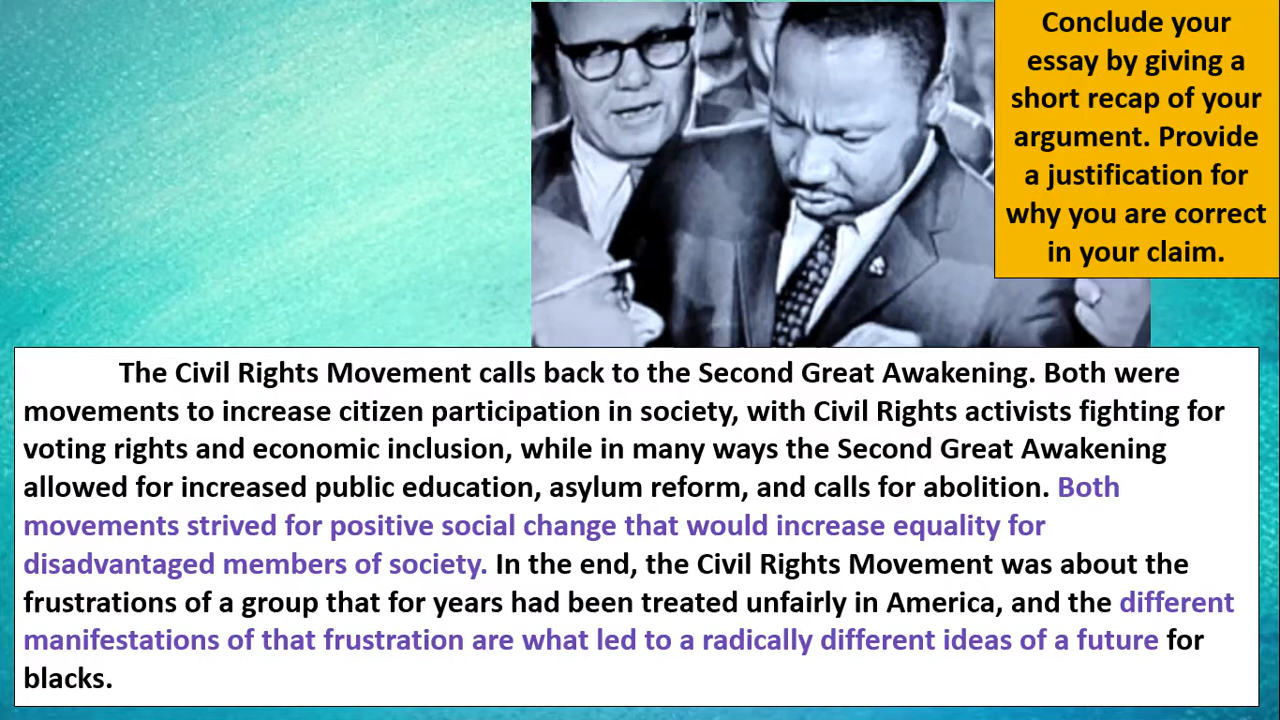 Conclude your
essay by giving a
short recap of your
argument. Provide
a justification for
why you are correct
in your claim.
The Civil Rights Movement calls back to the Second Great Awakening. Both were
movements to increase citizen participation in society, with Civil Rights activists fighting for
voting rights and economic inclusion, while in many ways the Second Great Awakening
allowed for increased public education, asylum reform, and calls for abolition. Both
movements strived for positive social change that would increase equality for
disadvantaged members of society. In the end, the Civil Rights Movement was about the
frustrations of a group that for years had been treated unfairly in America, and the different
manifestations of that frustration are what led to a radically different ideas of a future for
blacks.